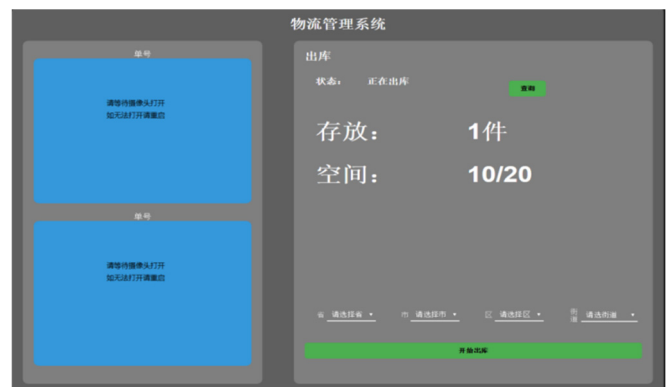 物流管理系统
单号
请等待摄像头打开
如无法打开请重启
单号
请等待摄像头打开
如无法打开请重启
出库
状态： 正在出库
查询
存放： 1件
空间： 10/20
省 请选择省 市 请选择市 区 请选择区 街道 请选街道
开始出库